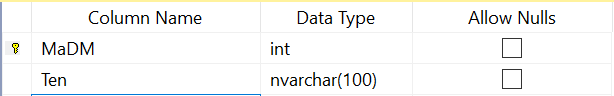 Column Name Data Type Allow Nulls
MaDM int
Ten nvarchar(100)